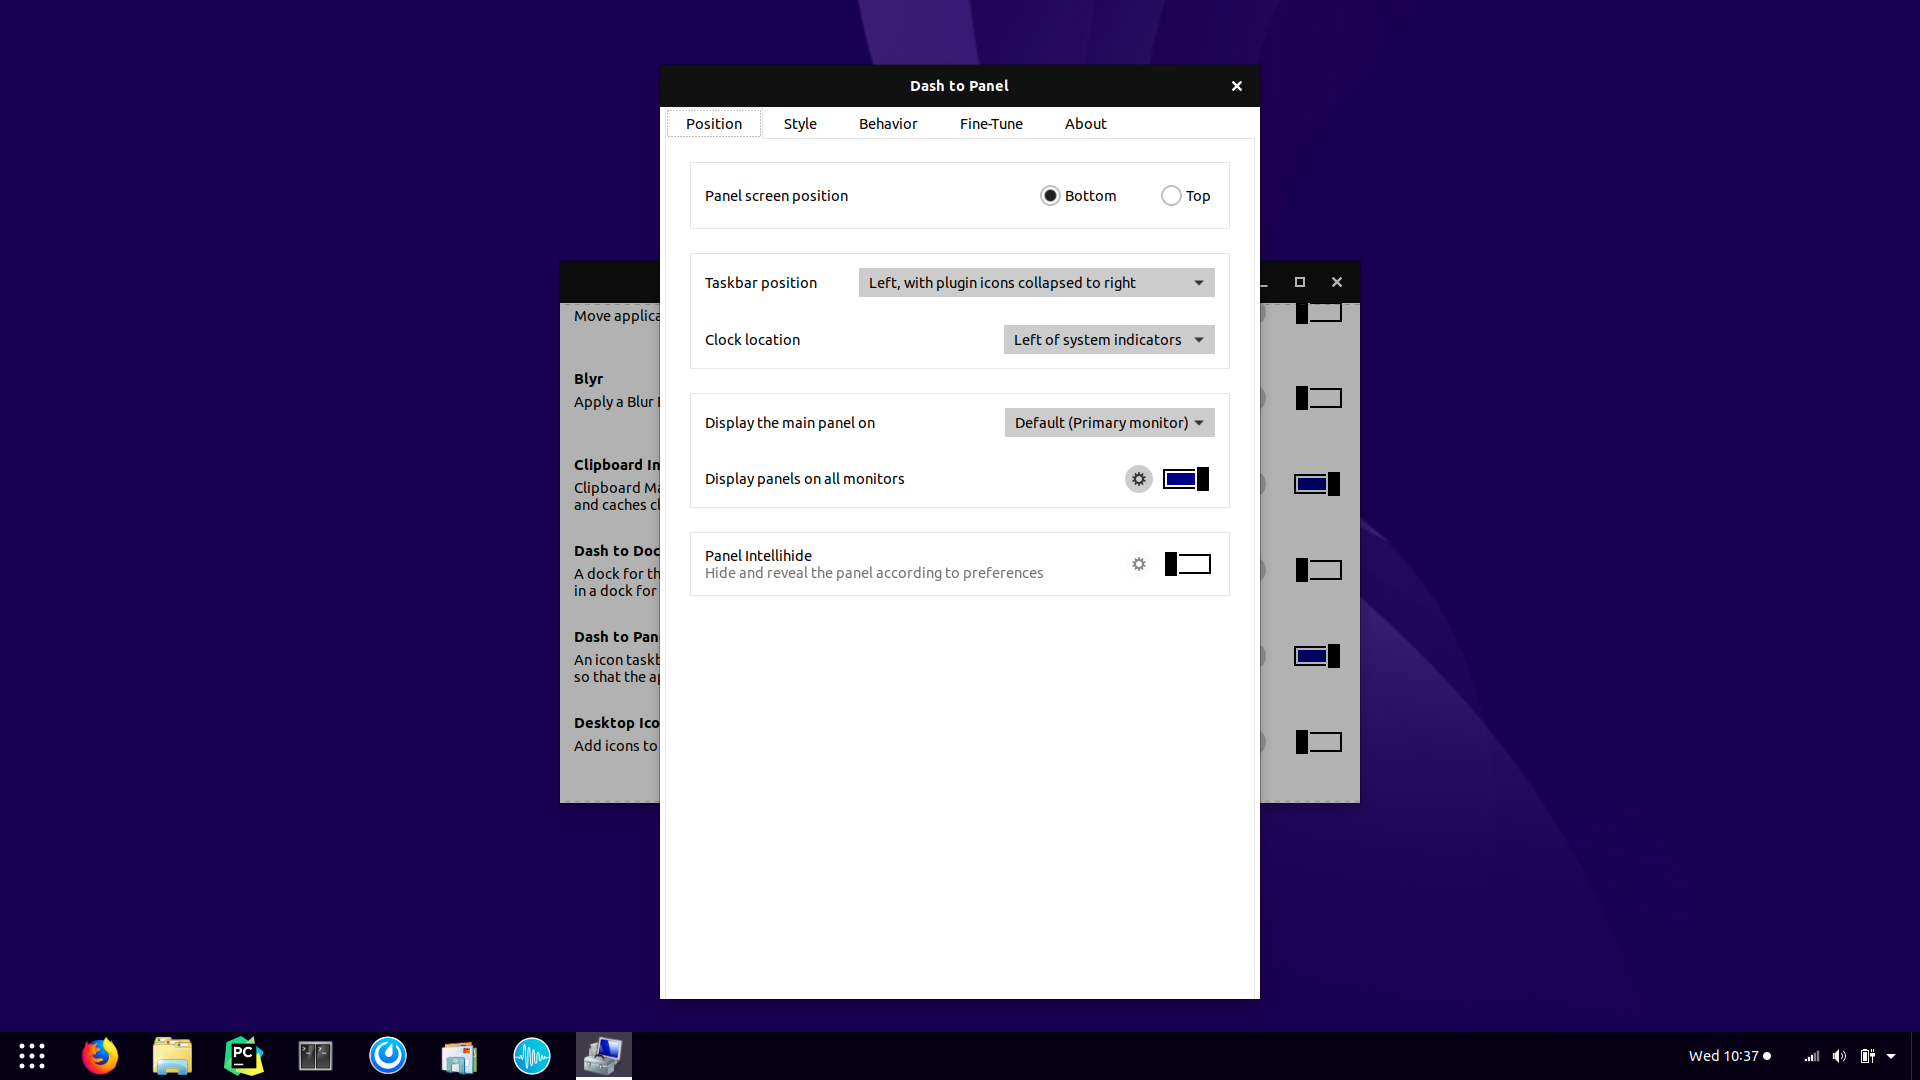 Dash to Panel
Position Style Behavior Fine-Tune About
Panel screen position Bottom Top
Taskbar position Left, with plugin icons collapsed to right
Clock location Left of system indicators
Display the main panel on Default (Primary monitor)
Display panels on all monitors
Panel Intellihide
Hide and reveal the panel according to preferences
Move applica
Blyr
Apply a Blur
Clipboard In
Clipboard Ma
and caches cl
Dash to Doc
A dock for th
in a dock for
Dash to Pan
An icon taskb
so that the ap
Desktop Ico
Add icons to
PC
Wed 10:37